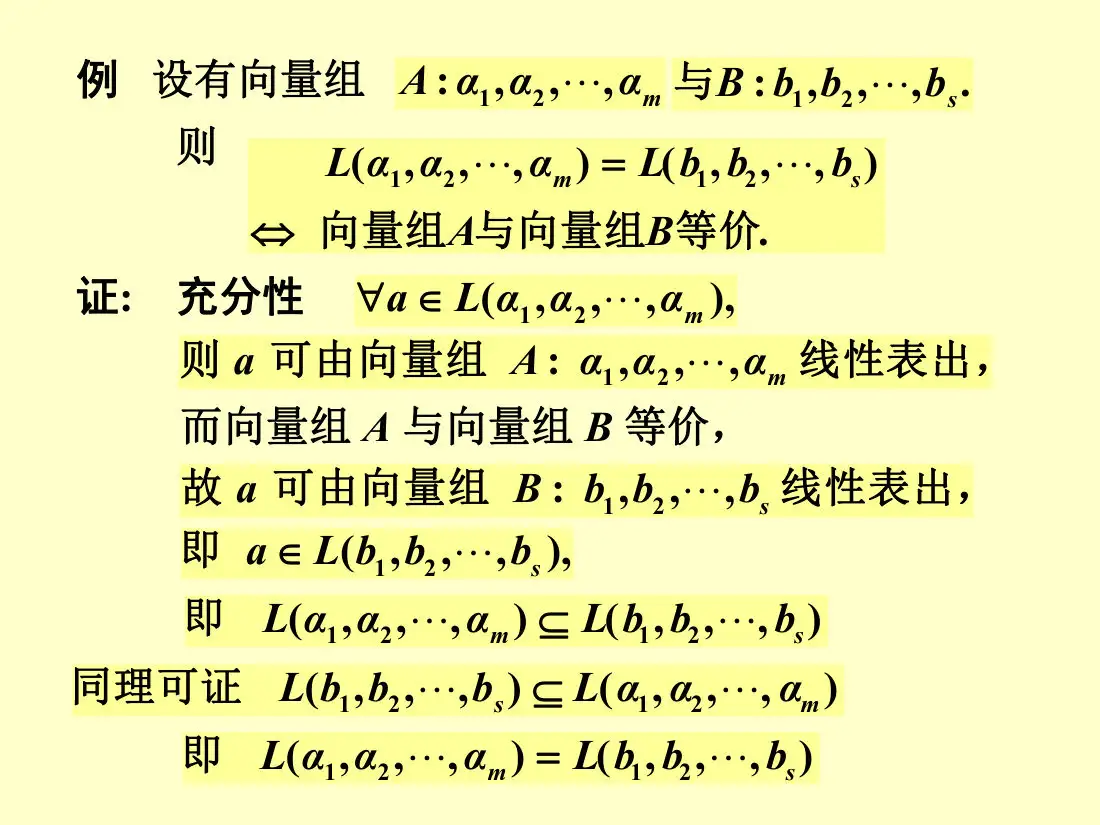 例 设有向量组 A:α₁,α₂,⋯,αₘ 与B:b₁,b₂,⋯,bₛ.
则 L(α₁,α₂,⋯,αₘ) = L(b₁,b₂,⋯,bₛ)
⇔ 向量组A与向量组B等价.
证: 充分性 ∀a∈L(α₁,α₂,⋯,αₘ),
则 a 可由向量组 A: α₁,α₂,⋯,αₘ 线性表出，
而向量组 A 与向量组 B 等价，
故 a 可由向量组 B: b₁,b₂,⋯,bₛ 线性表出，
即 a∈L(b₁,b₂,⋯,bₛ),
即 L(α₁,α₂,⋯,αₘ) ⊆ L(b₁,b₂,⋯,bₛ)
同理可证 L(b₁,b₂,⋯,bₛ) ⊆ L(α₁,α₂,⋯,αₘ)
即 L(α₁,α₂,⋯,αₘ) = L(b₁,b₂,⋯,bₛ)